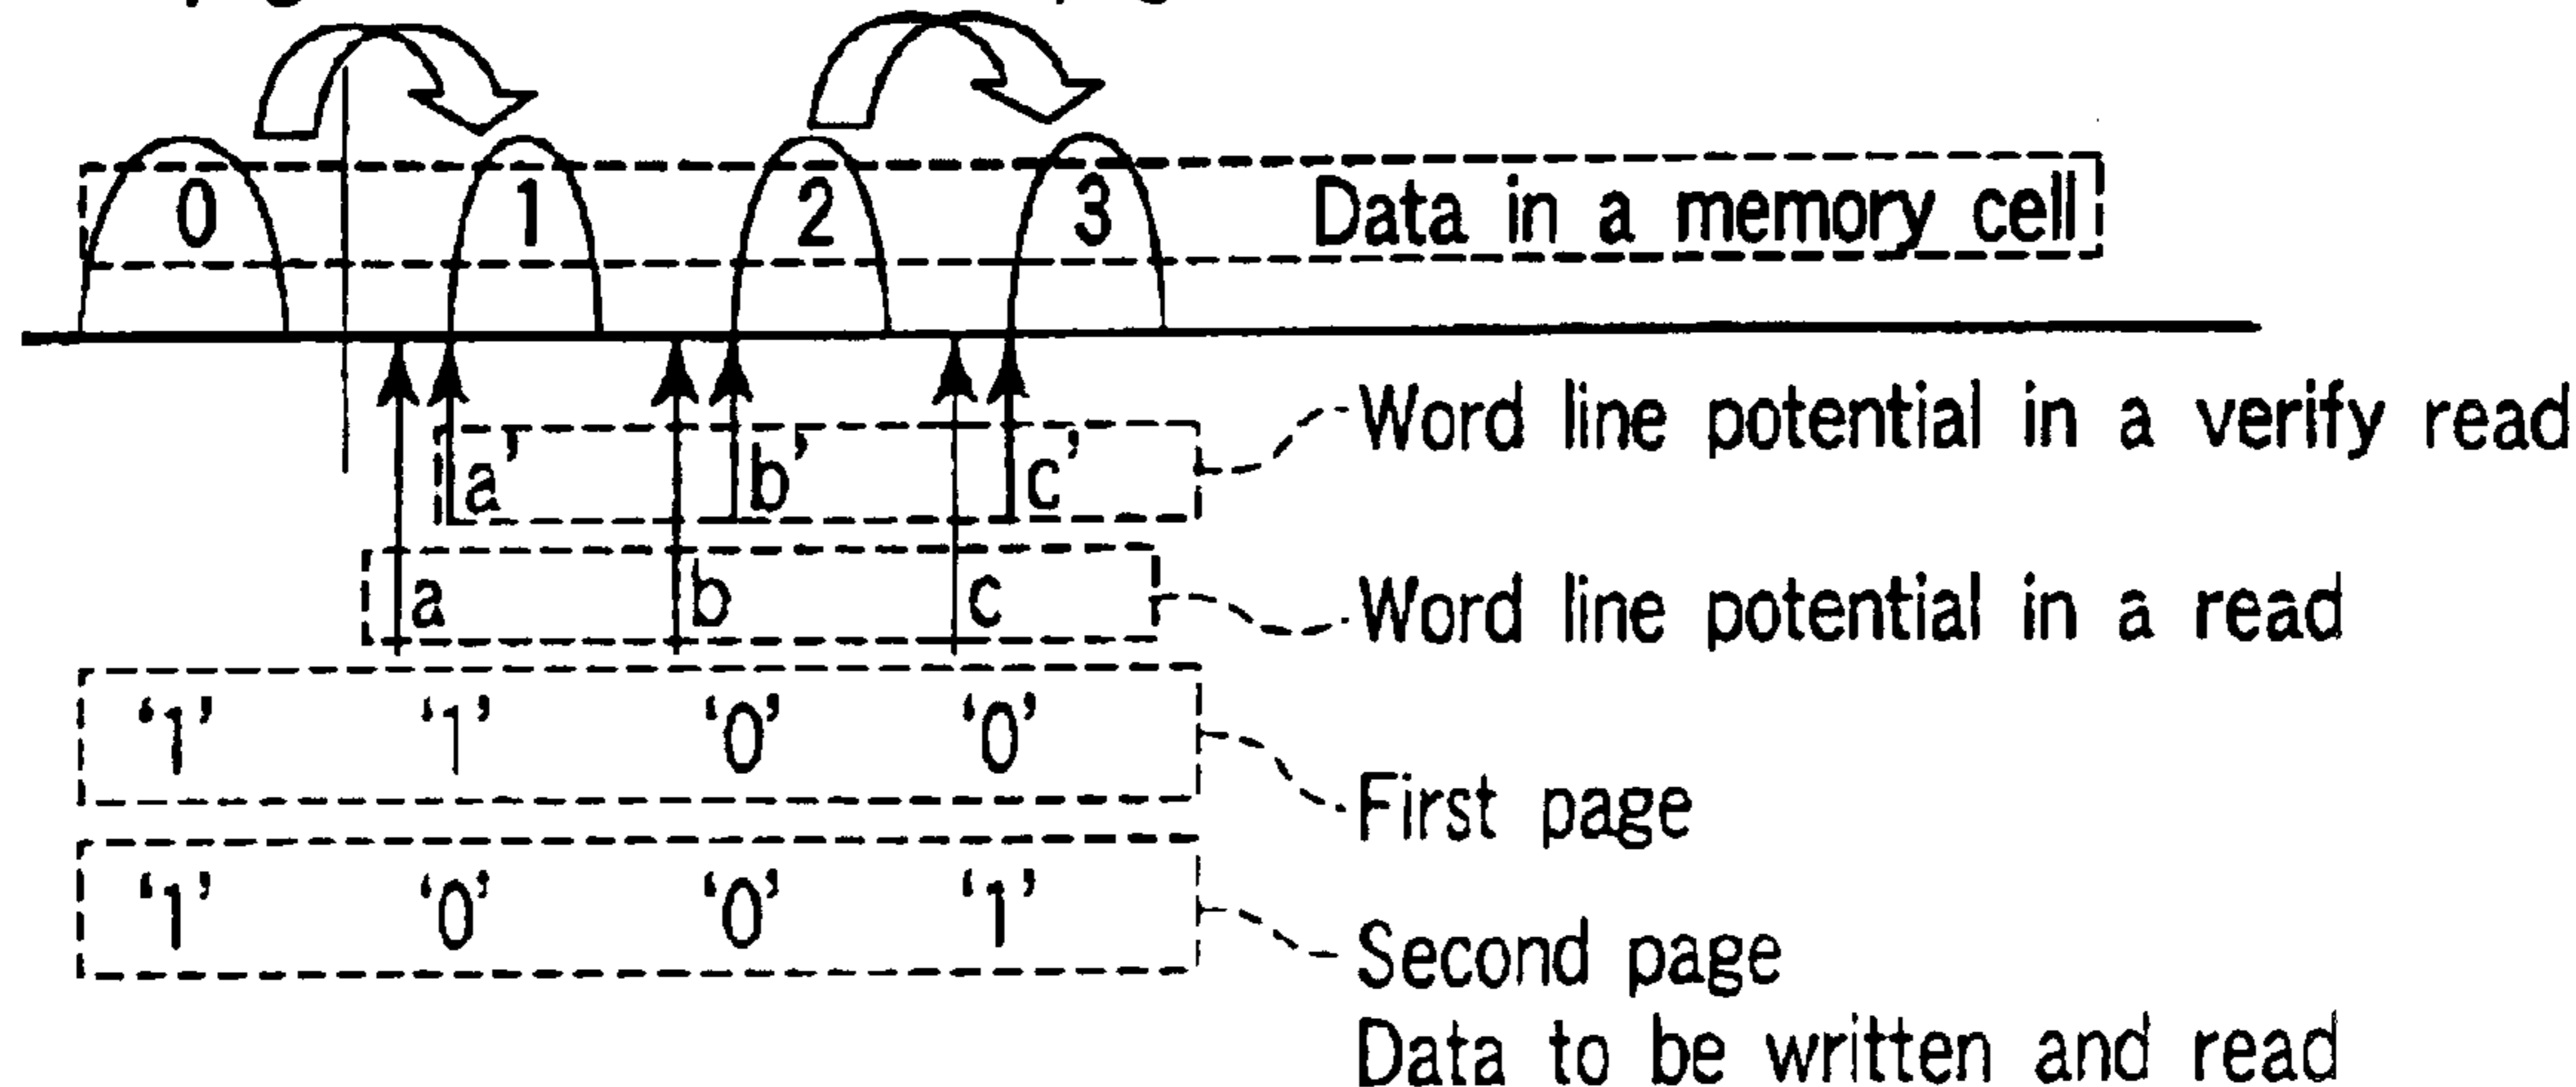 0 1 2 3 Data in a memory cell
Word line potential in a verify read
a' b' c'
a b c
Word line potential in a read
‘1’ ‘1’ ‘0’ ‘0’
First page
‘1’ ‘0’ ‘0’ ‘1’
Second page
Data to be written and read